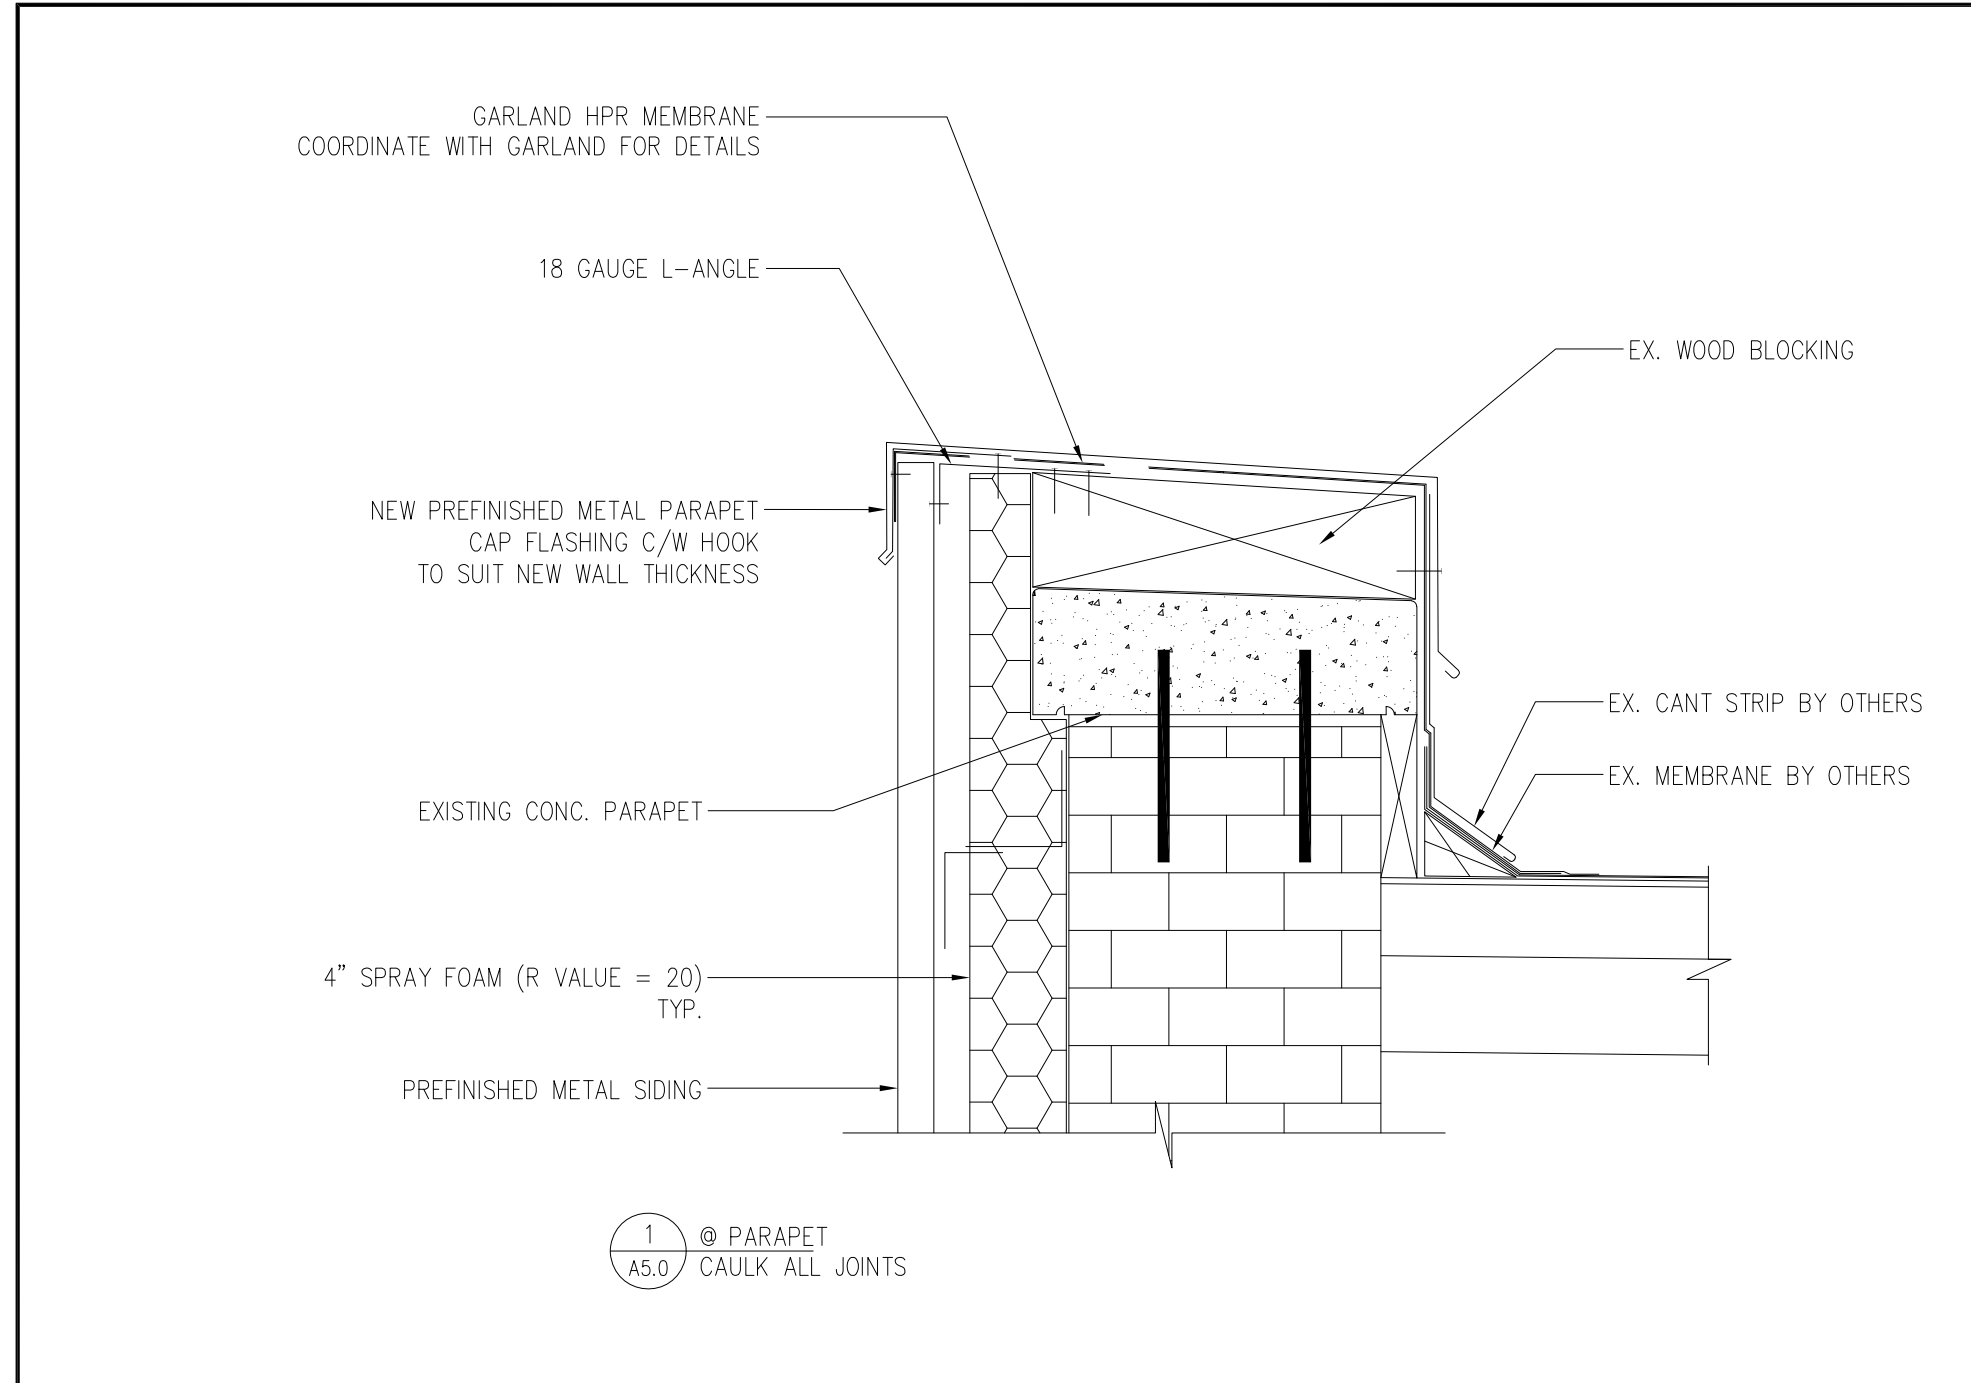 GARLAND HPR MEMBRANE
COORDINATE WITH GARLAND FOR DETAILS
18 GAUGE L-ANGLE
EX. WOOD BLOCKING
NEW PREFINISHED METAL PARAPET
CAP FLASHING C/W HOOK
TO SUIT NEW WALL THICKNESS
EX. CANT STRIP BY OTHERS
EX. MEMBRANE BY OTHERS
EXISTING CONC. PARAPET
4" SPRAY FOAM (R VALUE = 20)
TYP.
PREFINISHED METAL SIDING
1
A5.0
@ PARAPET
CAULK ALL JOINTS